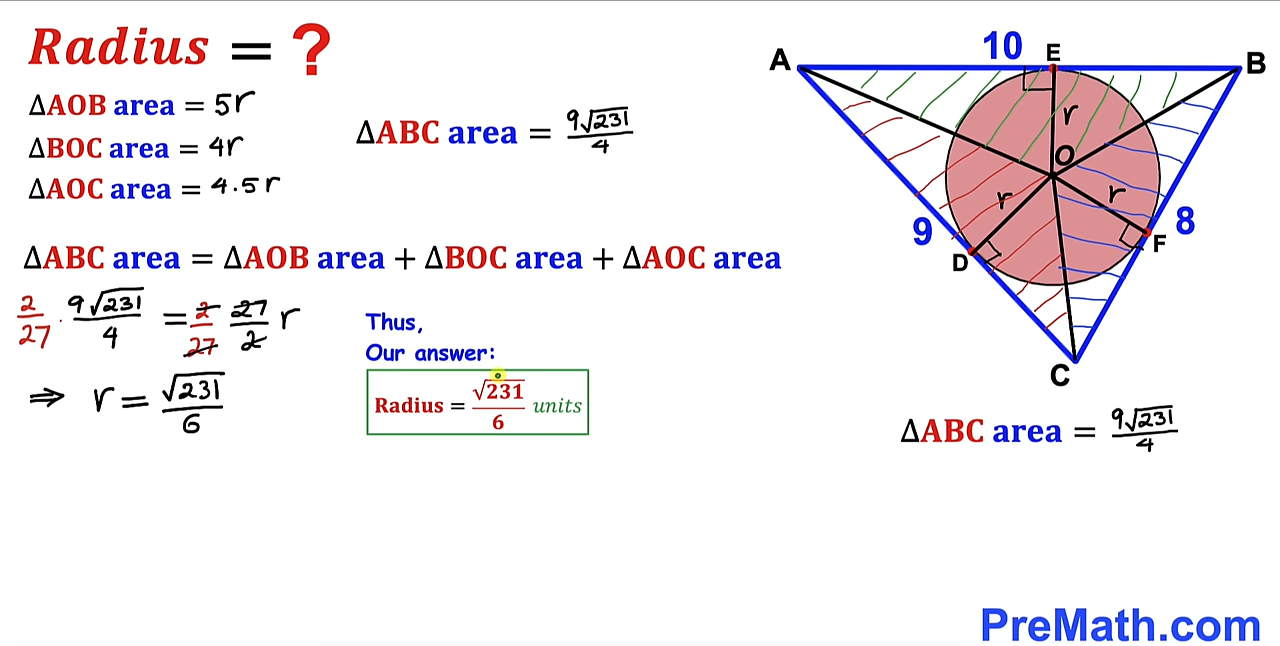 Radius = ?
ΔAOB area = 5r
ΔBOC area = 4r
ΔAOC area = 4.5r
ΔABC area = 9√231/4
ΔABC area = ΔAOB area + ΔBOC area + ΔAOC area
2/27 · 9√231/4 = 2/27 27/2 r
⇒ r = √231/6
Thus,
Our answer:
Radius = √231/6 units
A
10
E
B
r
O
r
r
9
8
D
F
C
ΔABC area = 9√231/4
PreMath.com